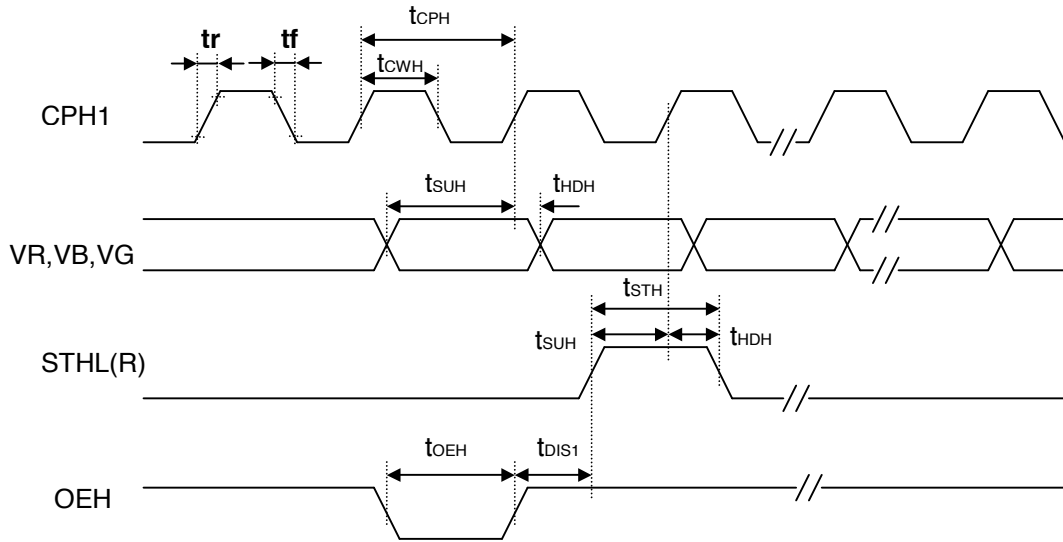 tCPH
tr tf
tCWH
CPH1
tSUH tHDH
VR,VB,VG
tSTH
tSUH tHDH
STHL(R)
tOEH tDIS1
OEH